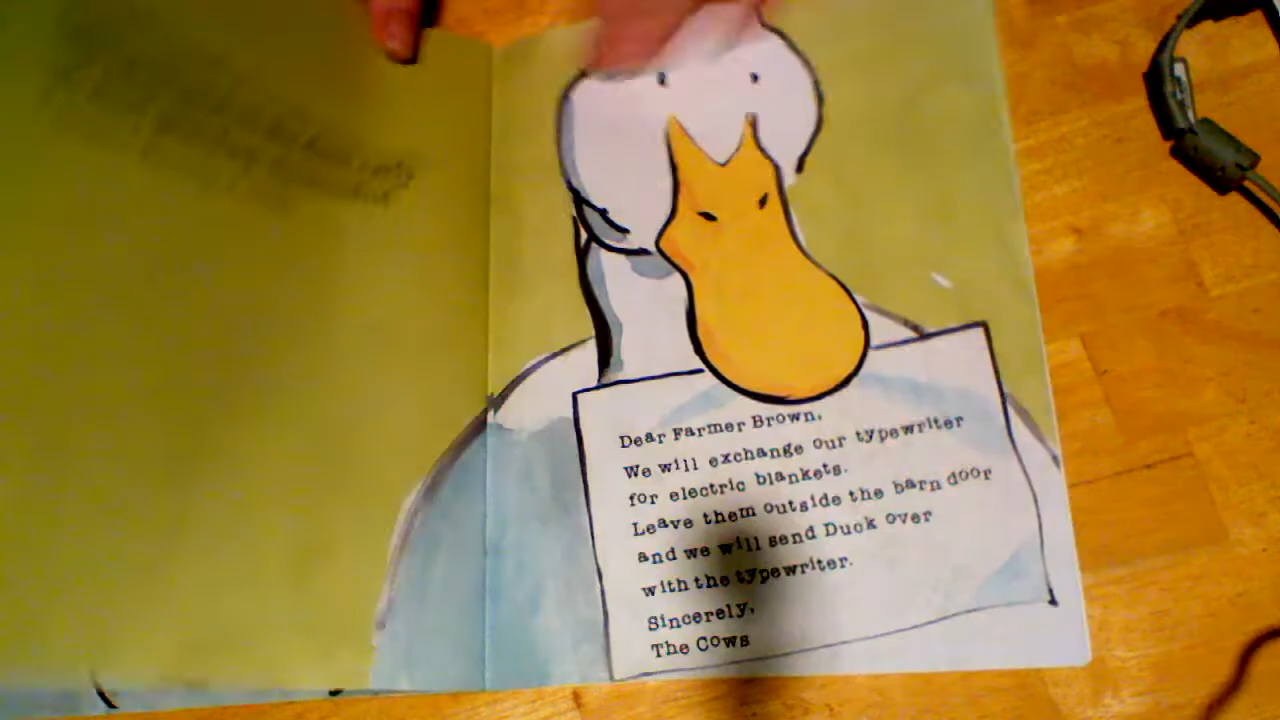 Dear Farmer Brown,
We will exchange our typewriter
for electric blankets.
Leave them outside the barn door
and we will send Duck over
with the typewriter.
Sincerely,
The Cows